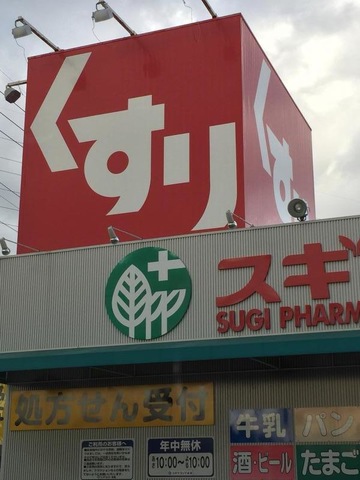 くすり
スギ
SUGI PHARM
処方せん受付
牛乳 パン
年中無休
10:00~10:00
酒・ビール たまご